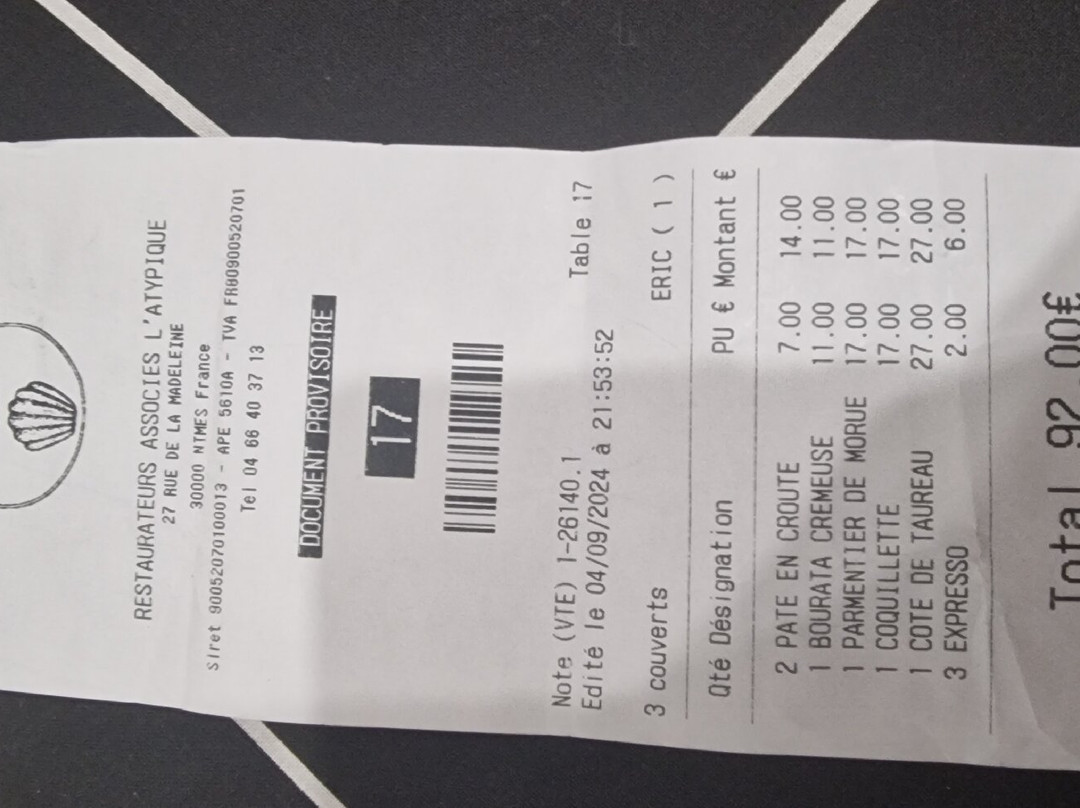 RESTAURATEURS ASSOCIES L'ATYPIQUE
27 RUE DE LA MADELEINE
30000 NIMES France
Siret 90052070100013 - APE 5610A - TVA FR80900520701
Tel 04 66 40 37 13
DOCUMENT PROVISOIRE
17
Note (VTE) 1-26140.1 Table 17
Edité le 04/09/2024 à 21:53:52
3 couverts ERIC ( 1 )
Qté Désignation PU € Montant €
2 PATE EN CROUTE 7.00 14.00
1 BOURATA CREMEUSE 11.00 11.00
1 PARMENTIER DE MORUE 17.00 17.00
1 COQUILLETTE 17.00 17.00
1 COTE DE TAUREAU 27.00 27.00
3 EXPRESSO 2.00 6.00
Total 92.00€